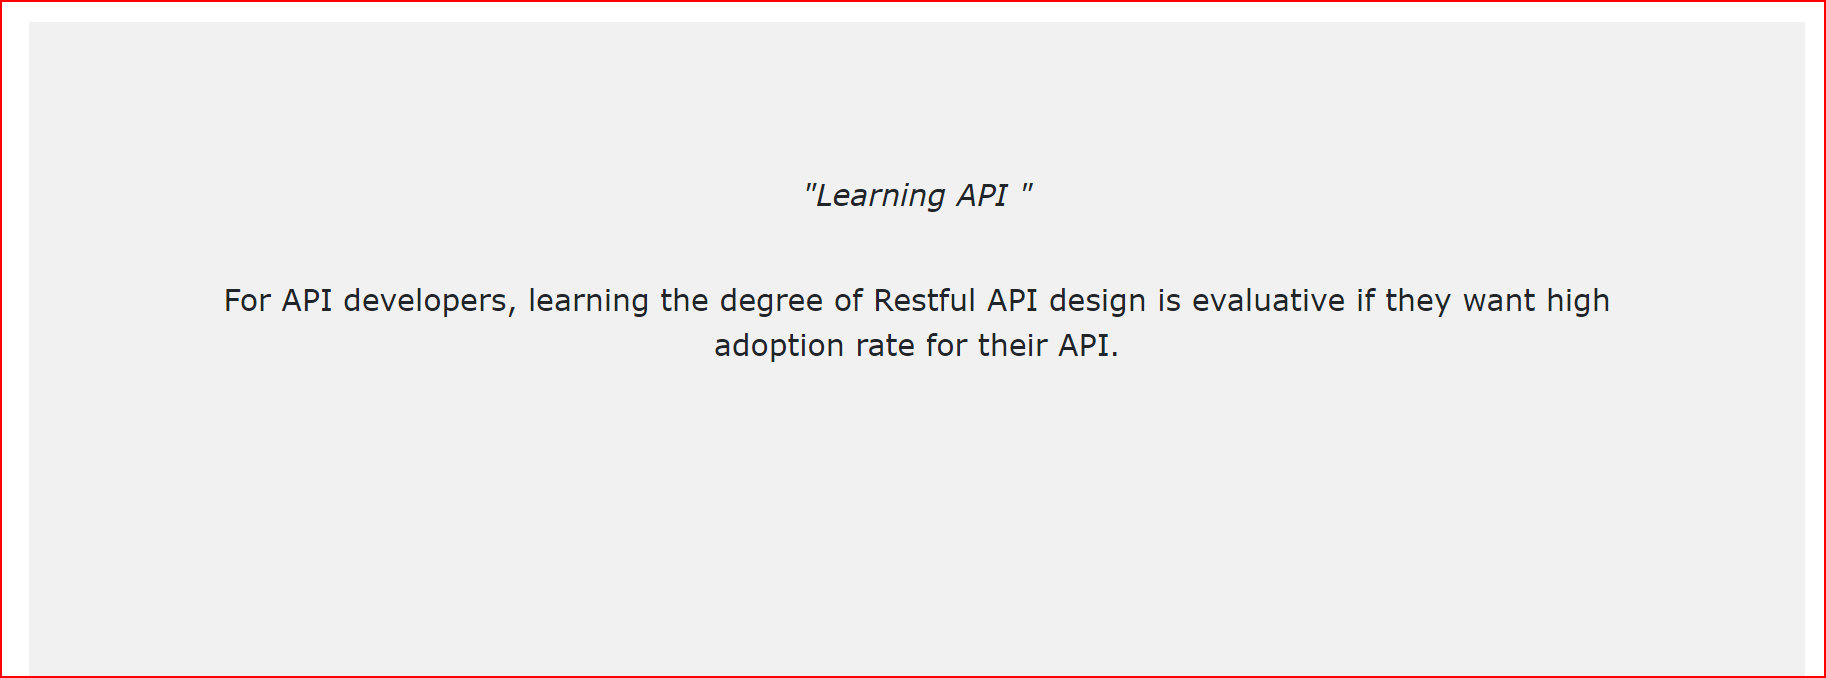 "Learning API "
For API developers, learning the degree of Restful API design is evaluative if they want high
adoption rate for their API.